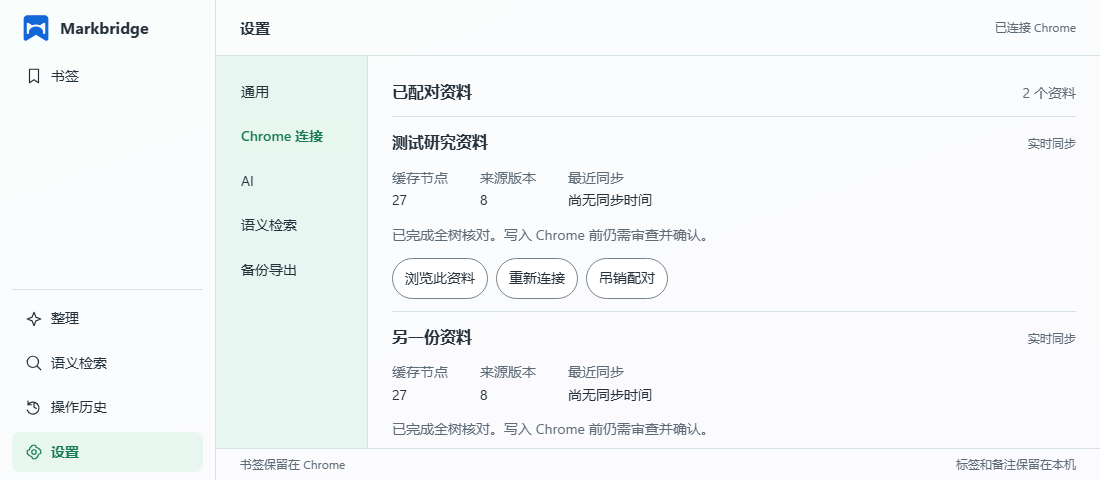 Markbridge
书签
整理
语义检索
操作历史
设置
设置
已连接 Chrome
通用
Chrome 连接
AI
语义检索
备份导出
已配对资料
2 个资料
测试研究资料
实时同步
缓存节点 来源版本 最近同步
27 8 尚无同步时间
已完成全树核对。写入 Chrome 前仍需审查并确认。
浏览此资料 重新连接 吊销配对
另一份资料
实时同步
缓存节点 来源版本 最近同步
27 8 尚无同步时间
已完成全树核对。写入 Chrome 前仍需审查并确认。
书签保留在 Chrome
标签和备注保留在本机